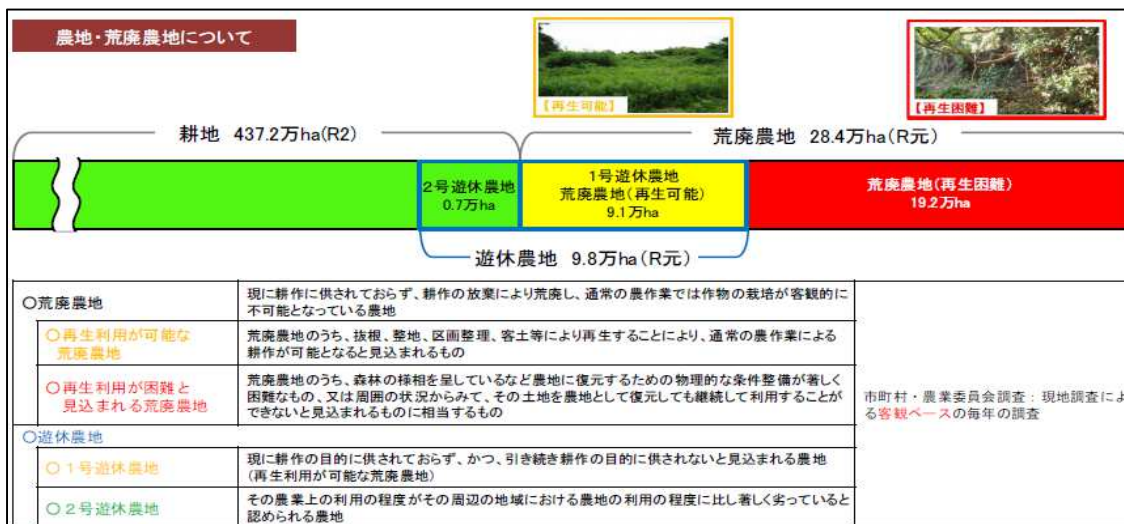 農地・荒廃農地について
【再生可能】
【再生困難】
耕地 437.2万ha(R2)
荒廃農地 28.4万ha(R元)
2号遊休農地
0.7万ha
1号遊休農地
荒廃農地(再生可能)
9.1万ha
荒廃農地(再生困難)
19.2万ha
遊休農地 9.8万ha(R元)
○荒廃農地
現に耕作に供されておらず、耕作の放棄により荒廃し、通常の農作業では作物の栽培が客観的に
不可能となっている農地
○再生利用が可能な
荒廃農地
荒廃農地のうち、抜根、整地、区画整理、客土等により再生することにより、通常の農作業による
耕作が可能となると見込まれるもの
○再生利用が困難と
見込まれる荒廃農地
荒廃農地のうち、森林の様相を呈しているなど農地に復元するための物理的な条件整備が著しく
困難なもの、又は周囲の状況からみて、その土地を農地として復元しても継続して利用することが
できないと見込まれるものに相当するもの
市町村・農業委員会調査：現地調査によ
る客観ベースの毎年の調査
○遊休農地
○1号遊休農地
現に耕作の目的に供されておらず、かつ、引き続き耕作の目的に供されないと見込まれる農地
(再生利用が可能な荒廃農地)
○2号遊休農地
その農業上の利用の程度がその周辺の地域における農地の利用の程度に比し著しく劣っていると
認められる農地